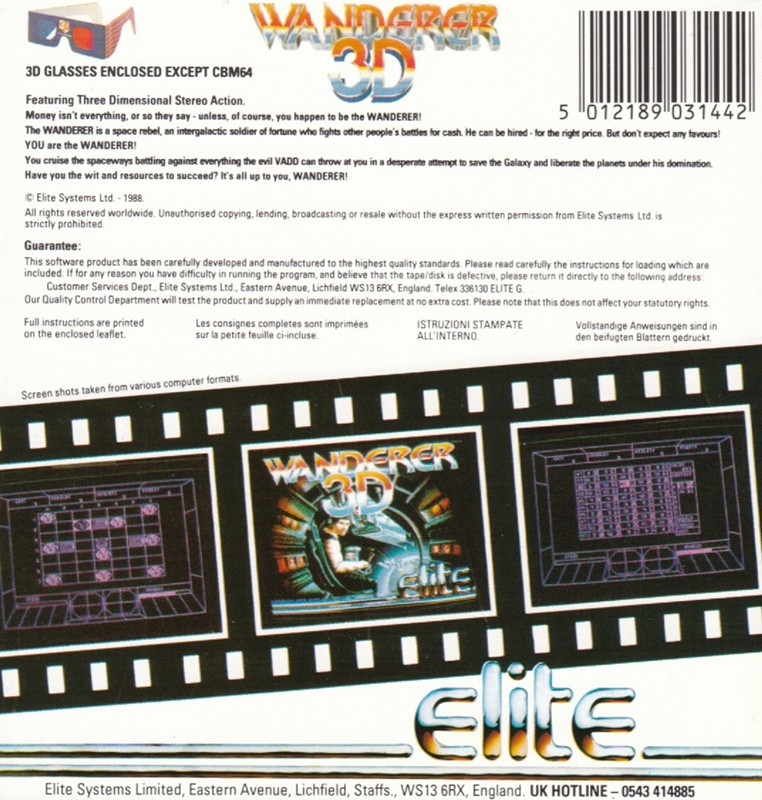 WANDERER
3D
3D GLASSES ENCLOSED EXCEPT CBM64
5 012189 031442
Featuring Three Dimensional Stereo Action.
Money isn't everything, or so they say - unless, of course, you happen to be the WANDERER!
The WANDERER is a space rebel, an intergalactic soldier of fortune who fights other people's battles for cash. He can be hired - for the right price. But don't expect any favours!
YOU are the WANDERER!
You cruise the spaceways battling against everything the evil VADD can throw at you in a desperate attempt to save the Galaxy and liberate the planets under his domination.
Have you the wit and resources to succeed? It's all up to you, WANDERER!
© Elite Systems Ltd. - 1988.
All rights reserved worldwide. Unauthorised copying, lending, broadcasting or resale without the express written permission from Elite Systems Ltd. is
strictly prohibited.
Guarantee:
This software product has been carefully developed and manufactured to the highest quality standards. Please read carefully the instructions for loading which are
included. If for any reason you have difficulty in running the program, and believe that the tape/disk is defective, please return it directly to the following address:
Customer Services Dept., Elite Systems Ltd., Eastern Avenue, Lichfield WS13 6RX, England. Telex 336130 ELITE G.
Our Quality Control Department will test the product and supply an immediate replacement at no extra cost. Please note that this does not affect your statutory rights.
Full instructions are printed
on the enclosed leaflet.
Les consignes completes sont imprimées
sur la petite feuille ci-incluse.
ISTRUZIONI STAMPATE
ALL'INTERNO.
Vollstandige Anweisungen sind in
den beifugten Blattern gedruckt.
Screen shots taken from various computer formats.
WANDERER
3D
elite
elite
Elite Systems Limited, Eastern Avenue, Lichfield, Staffs., WS13 6RX, England. UK HOTLINE – 0543 414885